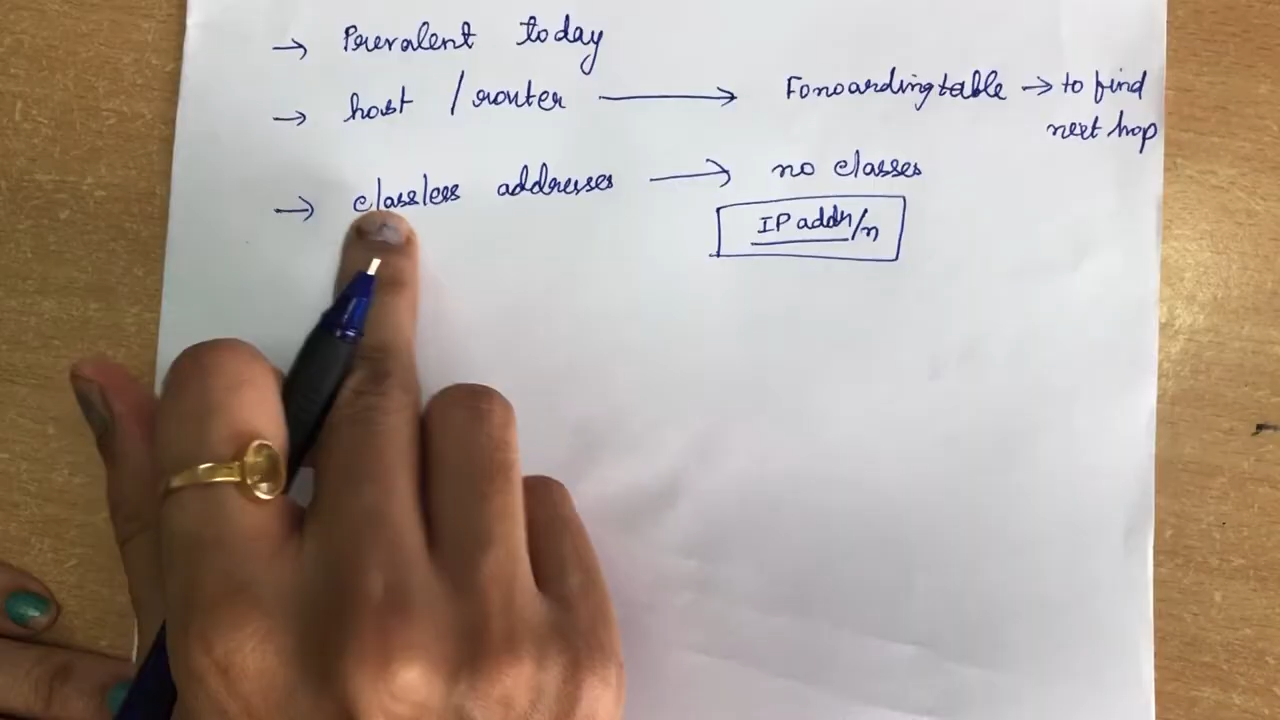 → Prevalent today
→ host / router → Forwarding table → to find
next hop
→ classless addresses → no classes
IP addr/n